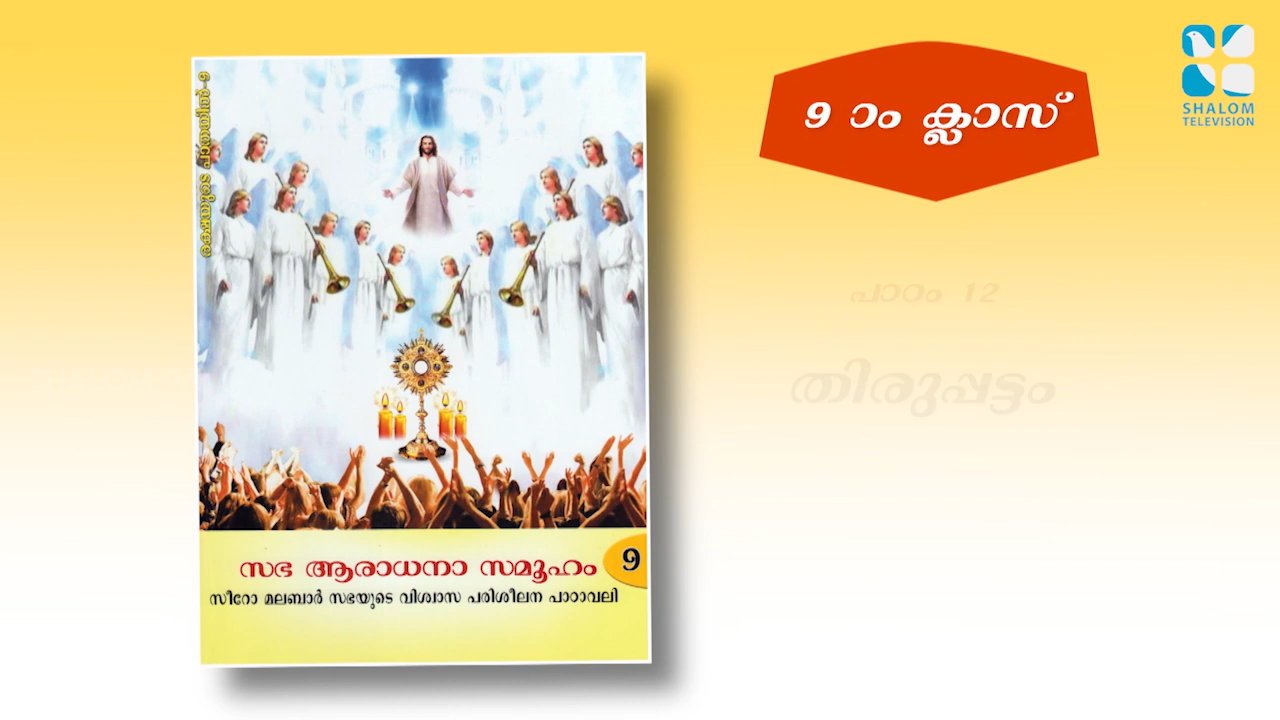 9 ാം ക്ലാസ്
SHALOM
TELEVISION
പാഠം 12
തിരുപ്പട്ടം
സഭ ആരാധനാ സമൂഹം
9
സീറോ മലബാർ സഭയുടെ വിശ്വാസ പരിശീലന പാഠാവലി